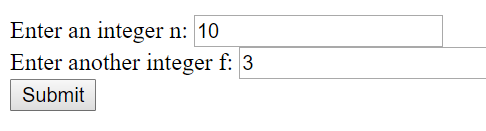 Enter an integer n: 10
Enter another integer f: 3
Submit